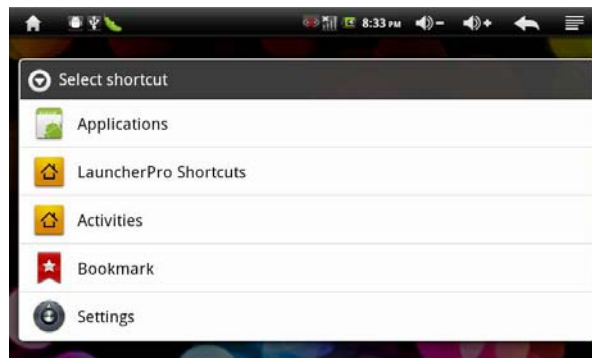 8:33 PM
Select shortcut
Applications
LauncherPro Shortcuts
Activities
Bookmark
Settings